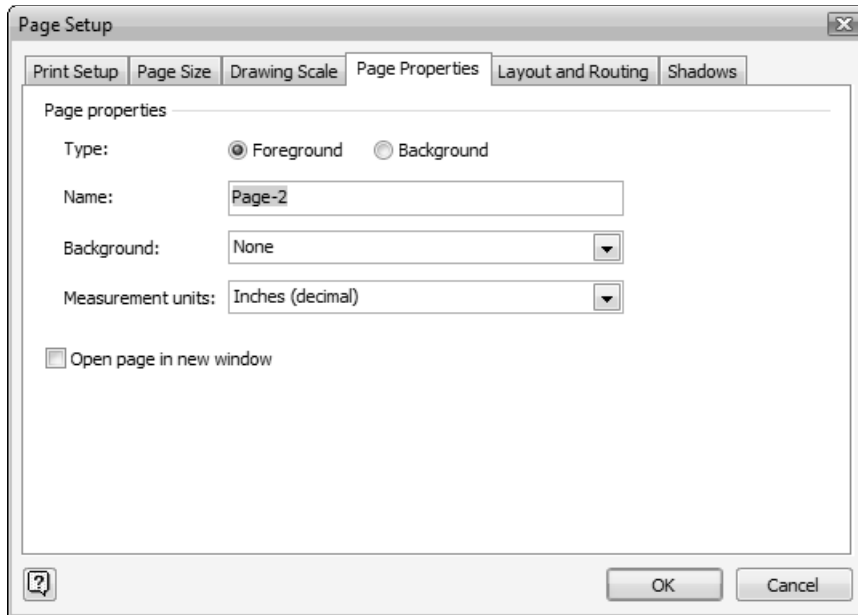 Page Setup
Print Setup Page Size Drawing Scale Page Properties Layout and Routing Shadows
Page properties
Type: Foreground Background
Name: Page-2
Background: None
Measurement units: Inches (decimal)
Open page in new window
? OK Cancel